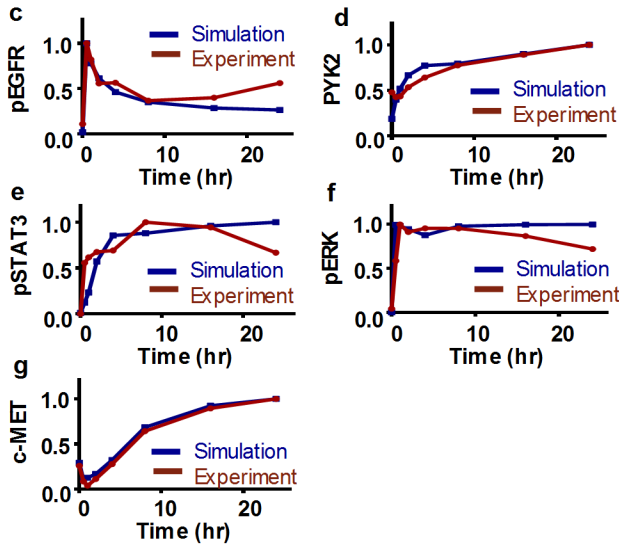 c
pEGFR
1.0
0.5
0.0
Simulation
Experiment
0
10
20
Time (hr)
d
PYK2
1.0
0.5
0.0
Simulation
Experiment
0
10
20
Time (hr)
e
pSTAT3
1.0
0.5
0.0
Simulation
Experiment
0
10
20
Time (hr)
f
pERK
1.0
0.5
0.0
Simulation
Experiment
0
10
20
Time (hr)
g
c-MET
1.0
0.5
0.0
Simulation
Experiment
0
10
20
Time (hr)